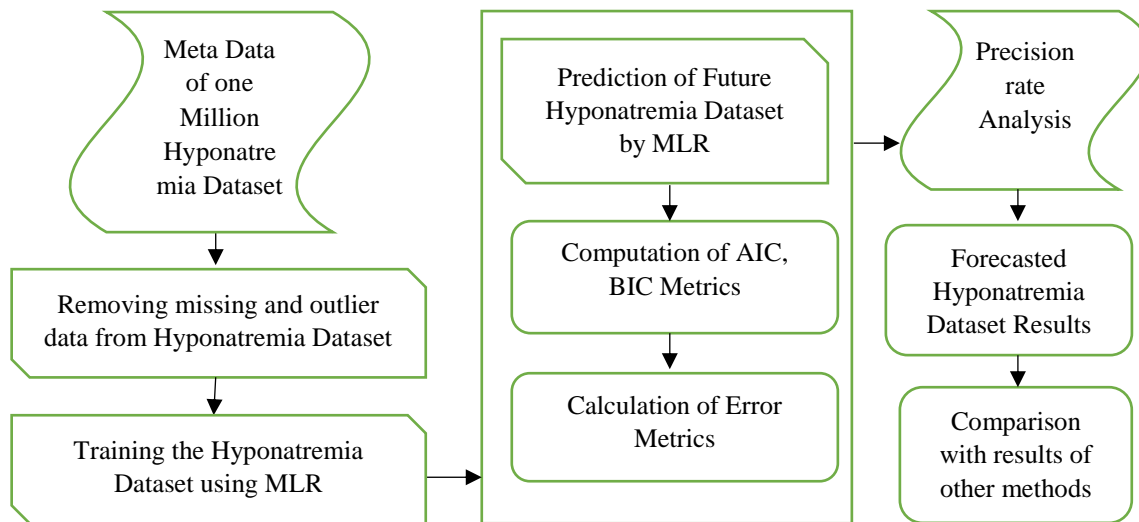 Meta Data
of one
Million
Hyponatre
mia Dataset
Removing missing and outlier
data from Hyponatremia Dataset
Training the Hyponatremia
Dataset using MLR
Prediction of Future
Hyponatremia Dataset
by MLR
Computation of AIC,
BIC Metrics
Calculation of Error
Metrics
Precision
rate
Analysis
Forecasted
Hyponatremia
Dataset Results
Comparison
with results of
other methods